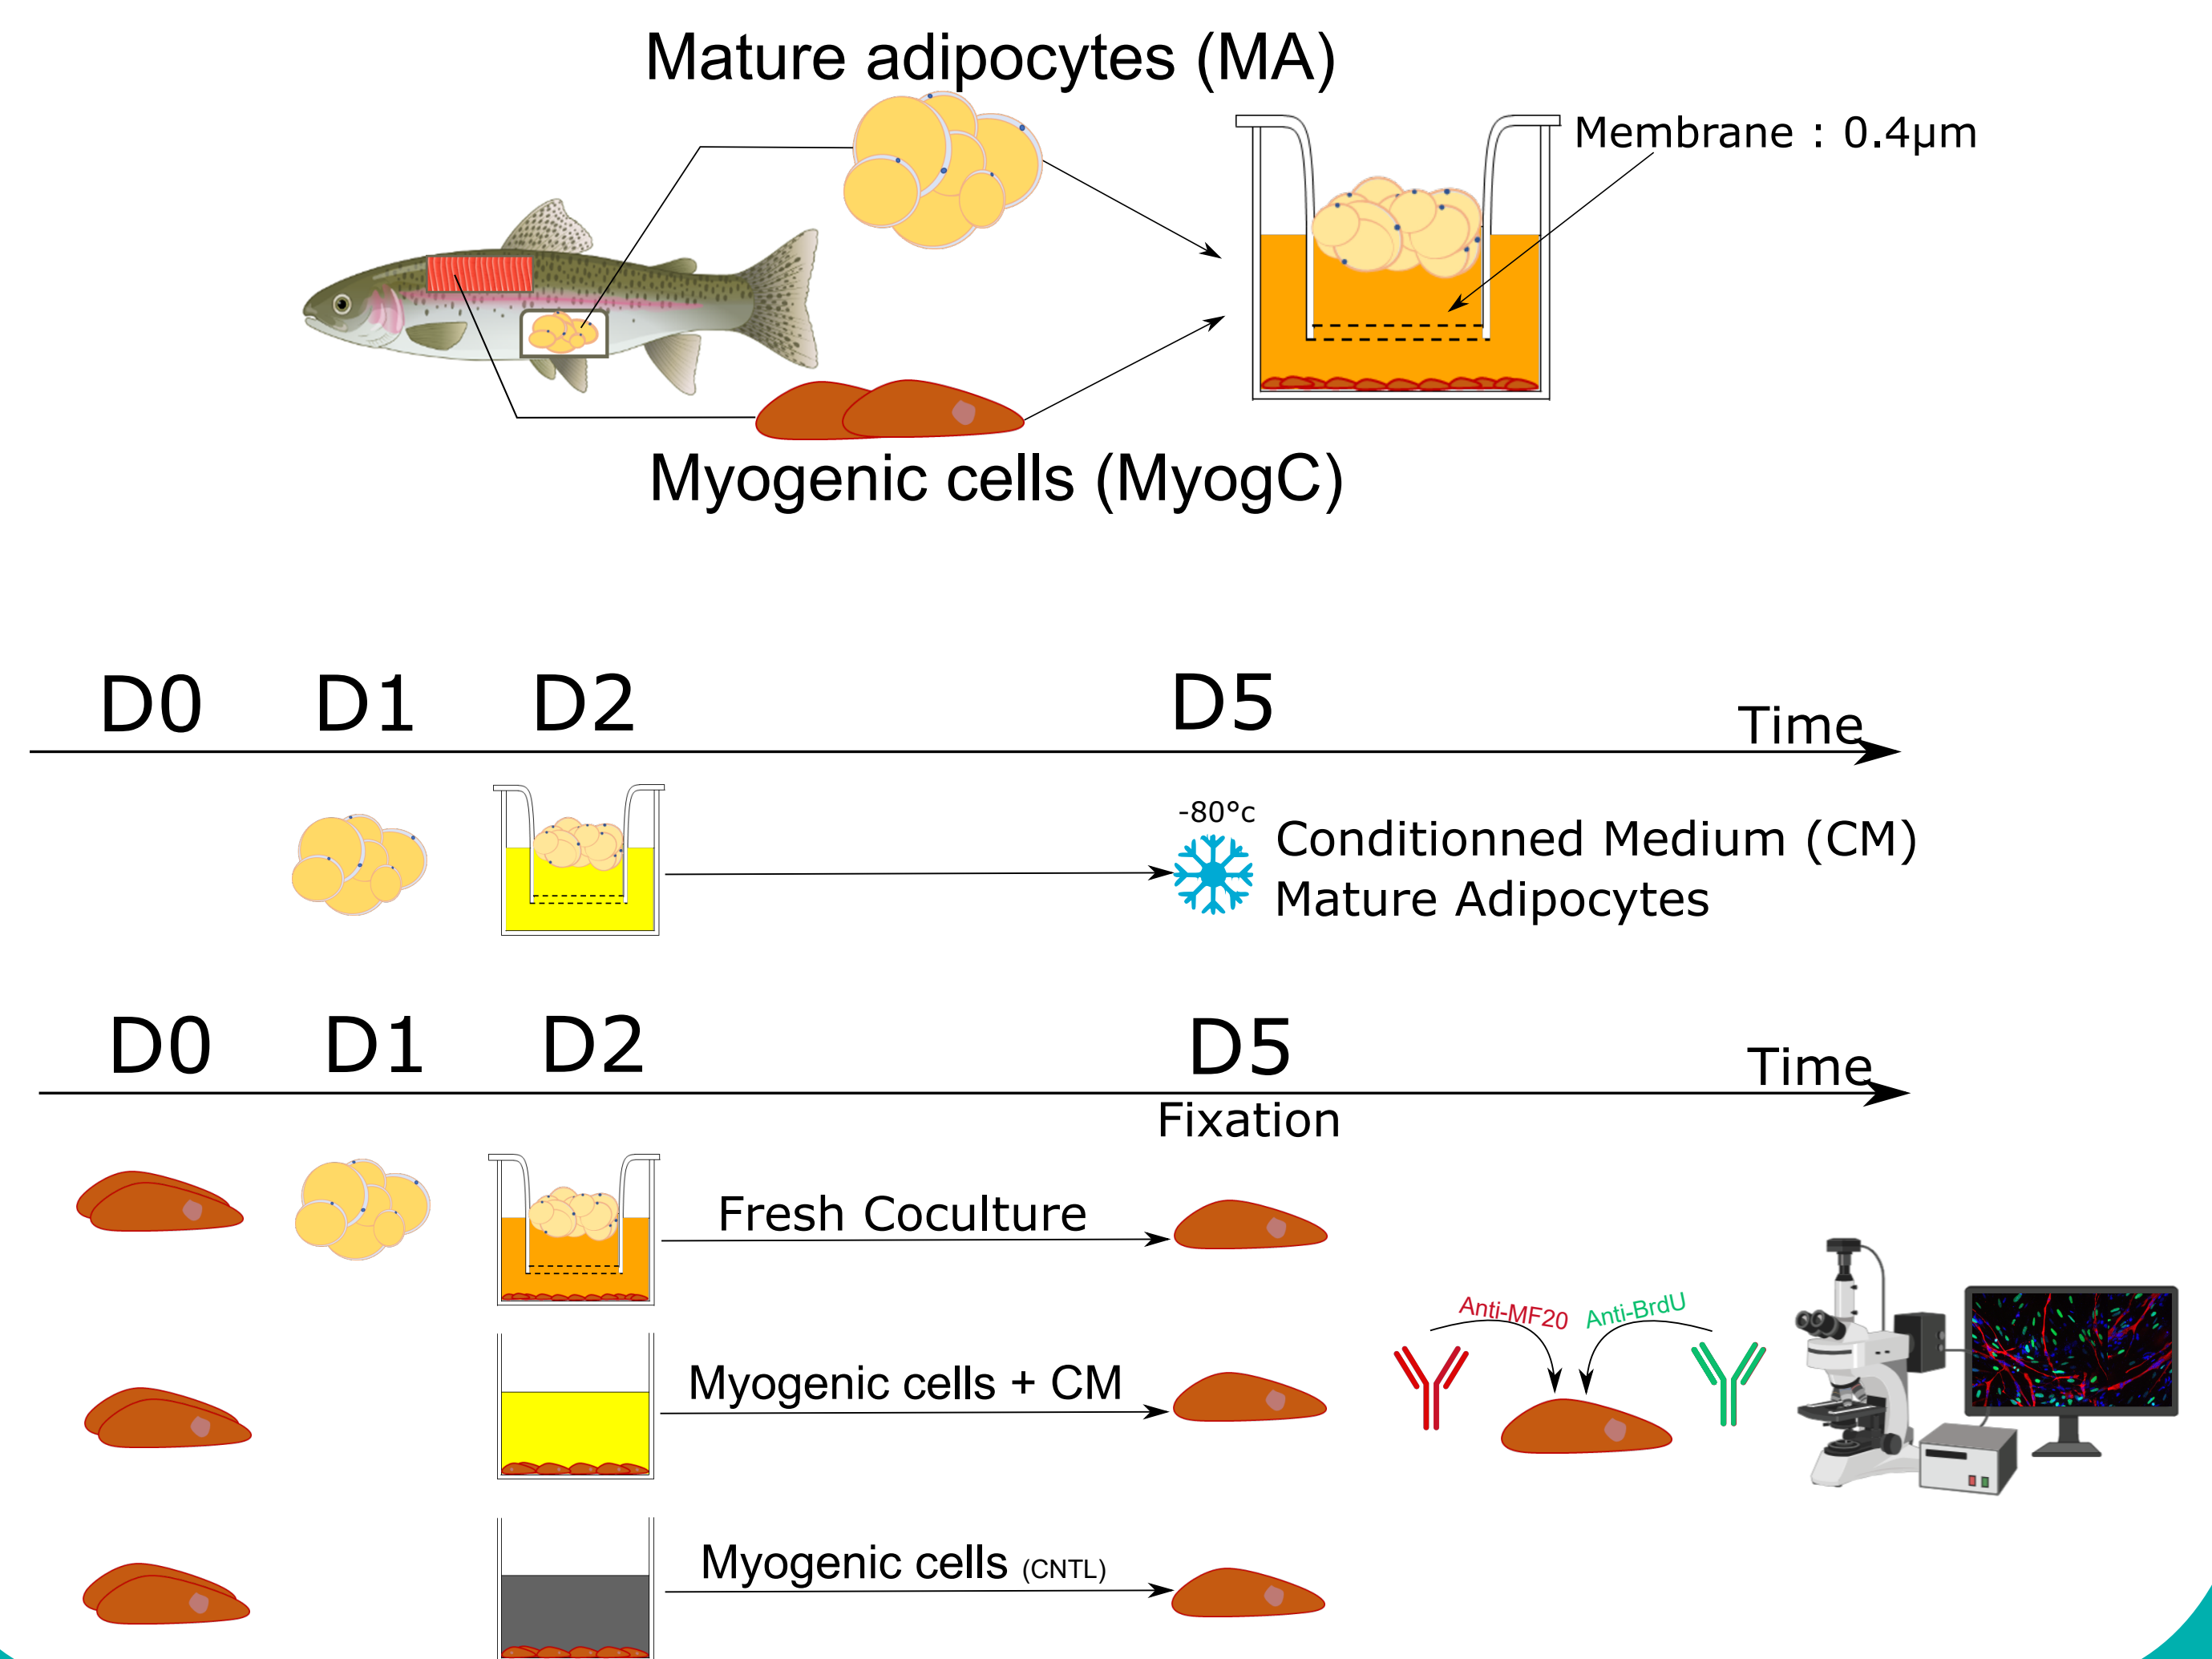 Mature adipocytes (MA)
Membrane : 0.4µm
Myogenic cells (MyogC)
D0 D1 D2 D5 Time
-80°c
Conditionned Medium (CM)
Mature Adipocytes
D0 D1 D2 D5 Time
Fixation
Fresh Coculture
Anti-MF20 Anti-BrdU
Myogenic cells + CM
Myogenic cells (CNTL)